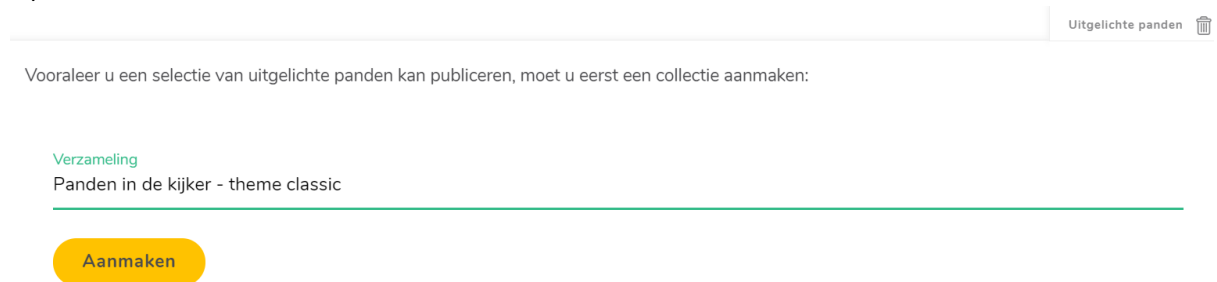 Uitgelichte panden
Vooraleer u een selectie van uitgelichte panden kan publiceren, moet u eerst een collectie aanmaken:
Verzameling
Panden in de kijker - theme classic
Aanmaken